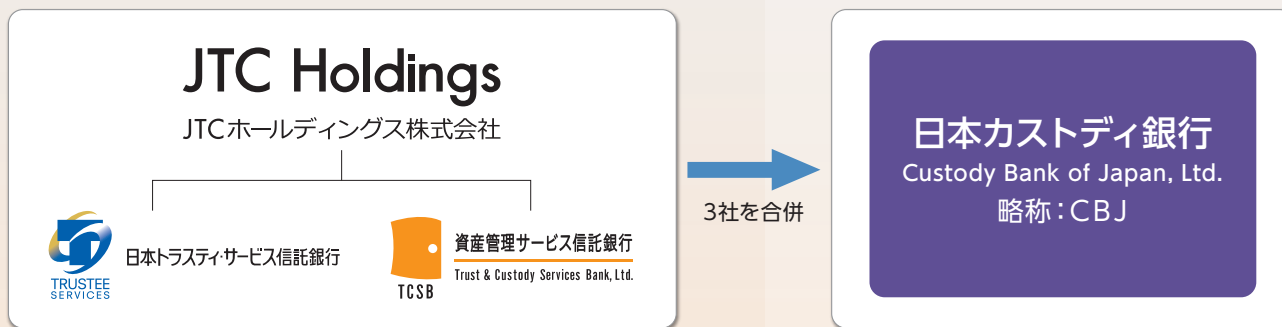 JTC Holdings
JTCホールディングス株式会社
TRUSTEE
SERVICES
日本トラスティ・サービス信託銀行
TCSB
資産管理サービス信託銀行
Trust & Custody Services Bank, Ltd.
3社を合併
日本カストディ銀行
Custody Bank of Japan, Ltd.
略称：CBJ